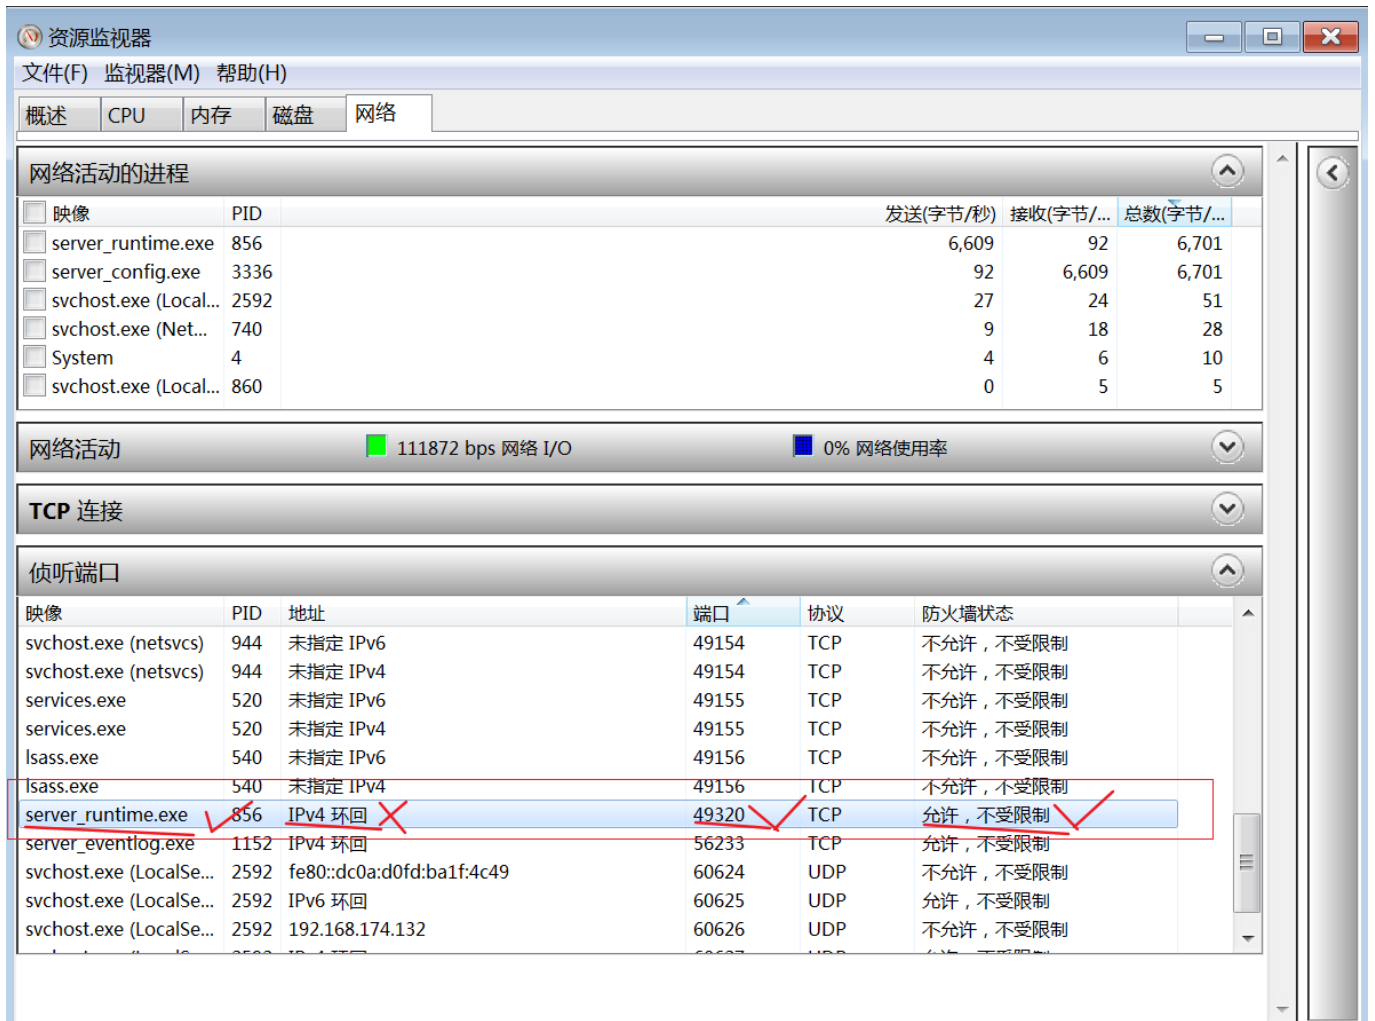 资源监视器
文件(F) 监视器(M) 帮助(H)
概述 CPU 内存 磁盘 网络
网络活动的进程
映像 PID 发送(字节/秒) 接收(字节/... 总数(字节/...
server_runtime.exe 856 6,609 92 6,701
server_config.exe 3336 92 6,609 6,701
svchost.exe (Local... 2592 27 24 51
svchost.exe (Net... 740 9 18 28
System 4 4 6 10
svchost.exe (Local... 860 0 5 5
网络活动 111872 bps 网络 I/O 0% 网络使用率
TCP 连接
侦听端口
映像 PID 地址 端口 协议 防火墙状态
svchost.exe (netsvcs) 944 未指定 IPv6 49154 TCP 不允许，不受限制
svchost.exe (netsvcs) 944 未指定 IPv4 49154 TCP 不允许，不受限制
services.exe 520 未指定 IPv6 49155 TCP 不允许，不受限制
services.exe 520 未指定 IPv4 49155 TCP 不允许，不受限制
lsass.exe 540 未指定 IPv6 49156 TCP 不允许，不受限制
lsass.exe 540 未指定 IPv4 49156 TCP 不允许，不受限制
server_runtime.exe 856 IPv4 环回 49320 TCP 允许，不受限制
server_eventlog.exe 1152 IPv4 环回 56233 TCP 允许，不受限制
svchost.exe (LocalSe... 2592 fe80::dc0a:d0fd:ba1f:4c49 60624 UDP 不允许，不受限制
svchost.exe (LocalSe... 2592 IPv6 环回 60625 UDP 允许，不受限制
svchost.exe (LocalSe... 2592 192.168.174.132 60626 UDP 不允许，不受限制